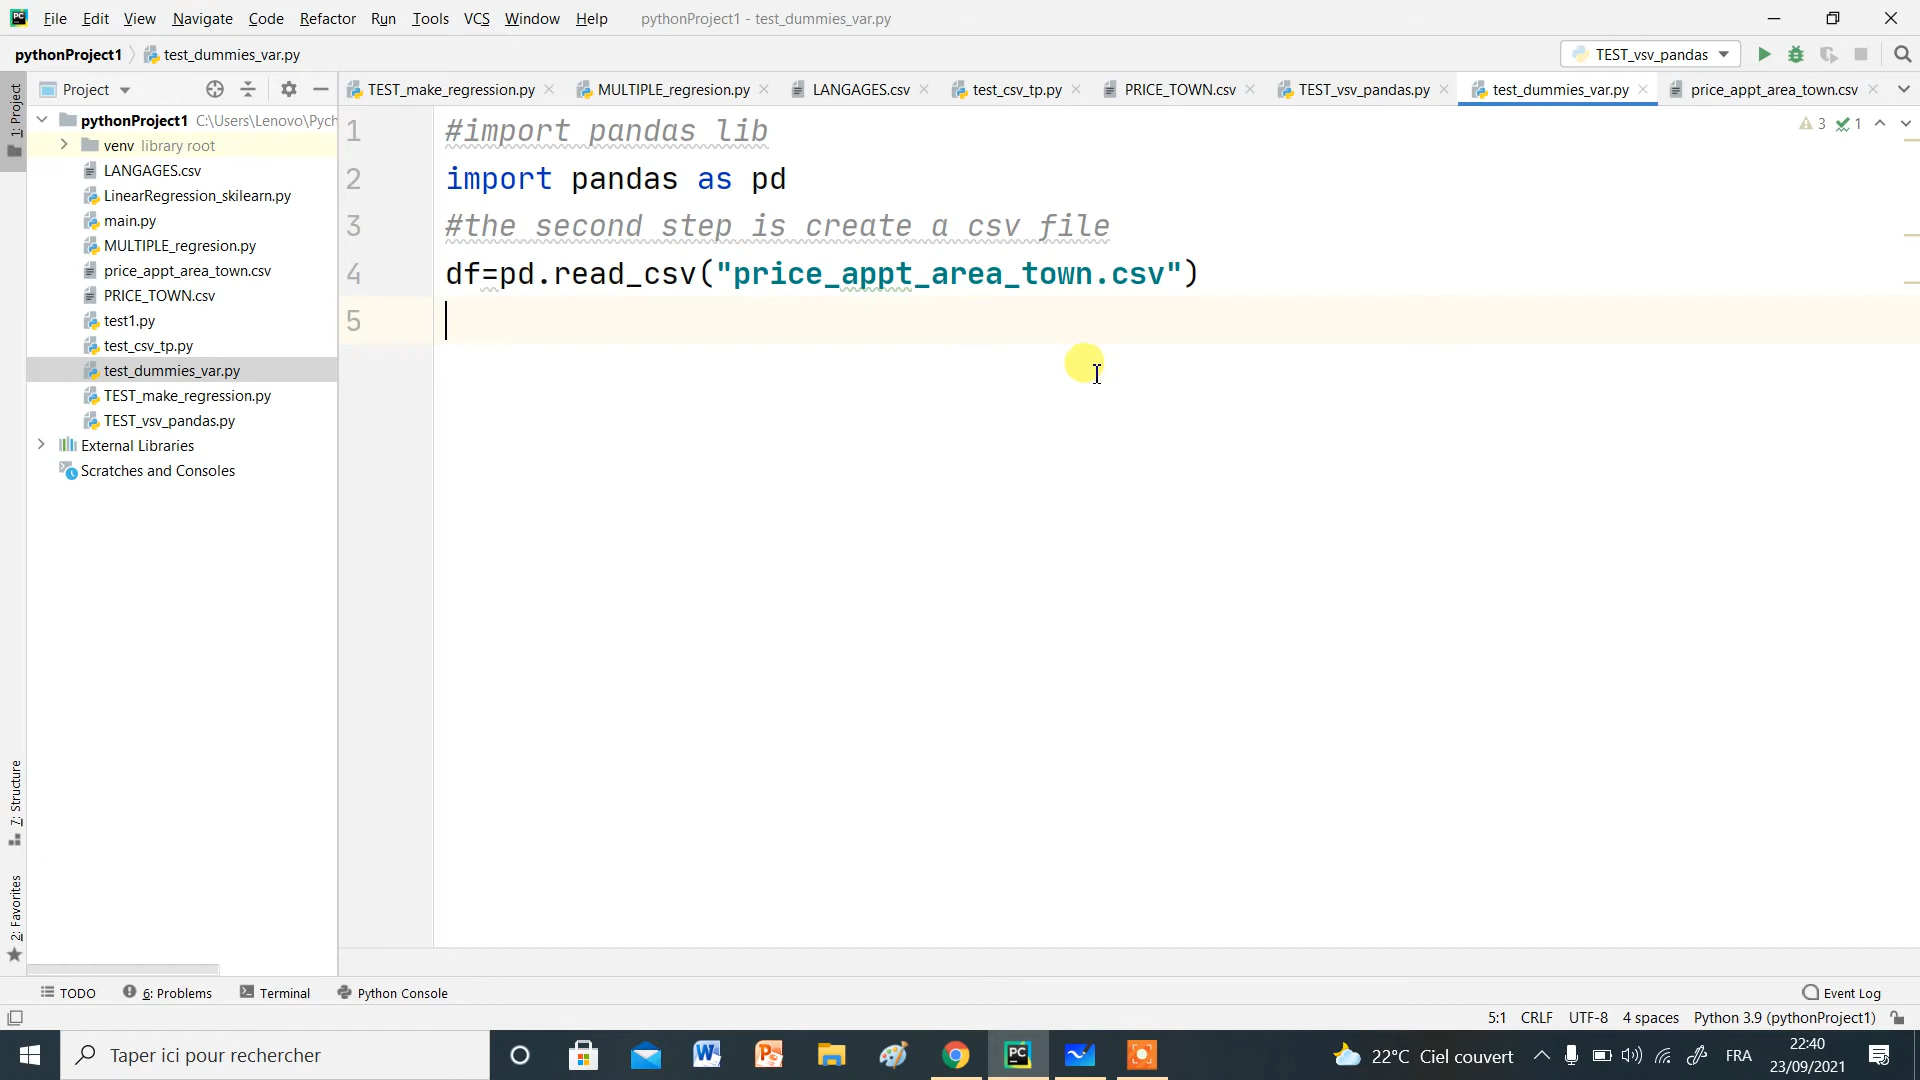 File Edit View Navigate Code Refactor Run Tools VCS Window Help pythonProject1 - test_dummies_var.py
pythonProject1 test_dummies_var.py TEST_vsv_pandas
Project TEST_make_regression.py MULTIPLE_regresion.py LANGAGES.csv test_csv_tp.py PRICE_TOWN.csv TEST_vsv_pandas.py test_dummies_var.py price_appt_area_town.csv
1: Project
pythonProject1 C:\Users\Lenovo\Pych
venv library root
LANGAGES.csv
LinearRegression_skilearn.py
main.py
MULTIPLE_regresion.py
price_appt_area_town.csv
PRICE_TOWN.csv
test1.py
test_csv_tp.py
test_dummies_var.py
TEST_make_regression.py
TEST_vsv_pandas.py
External Libraries
Scratches and Consoles
7: Structure
2: Favorites
1 #import pandas lib
2 import pandas as pd
3 #the second step is create a csv file
4 df=pd.read_csv("price_appt_area_town.csv")
5
3 1
TODO 6: Problems Terminal Python Console Event Log
5:1 CRLF UTF-8 4 spaces Python 3.9 (pythonProject1)
Taper ici pour rechercher 22°C Ciel couvert FRA 22:40
23/09/2021